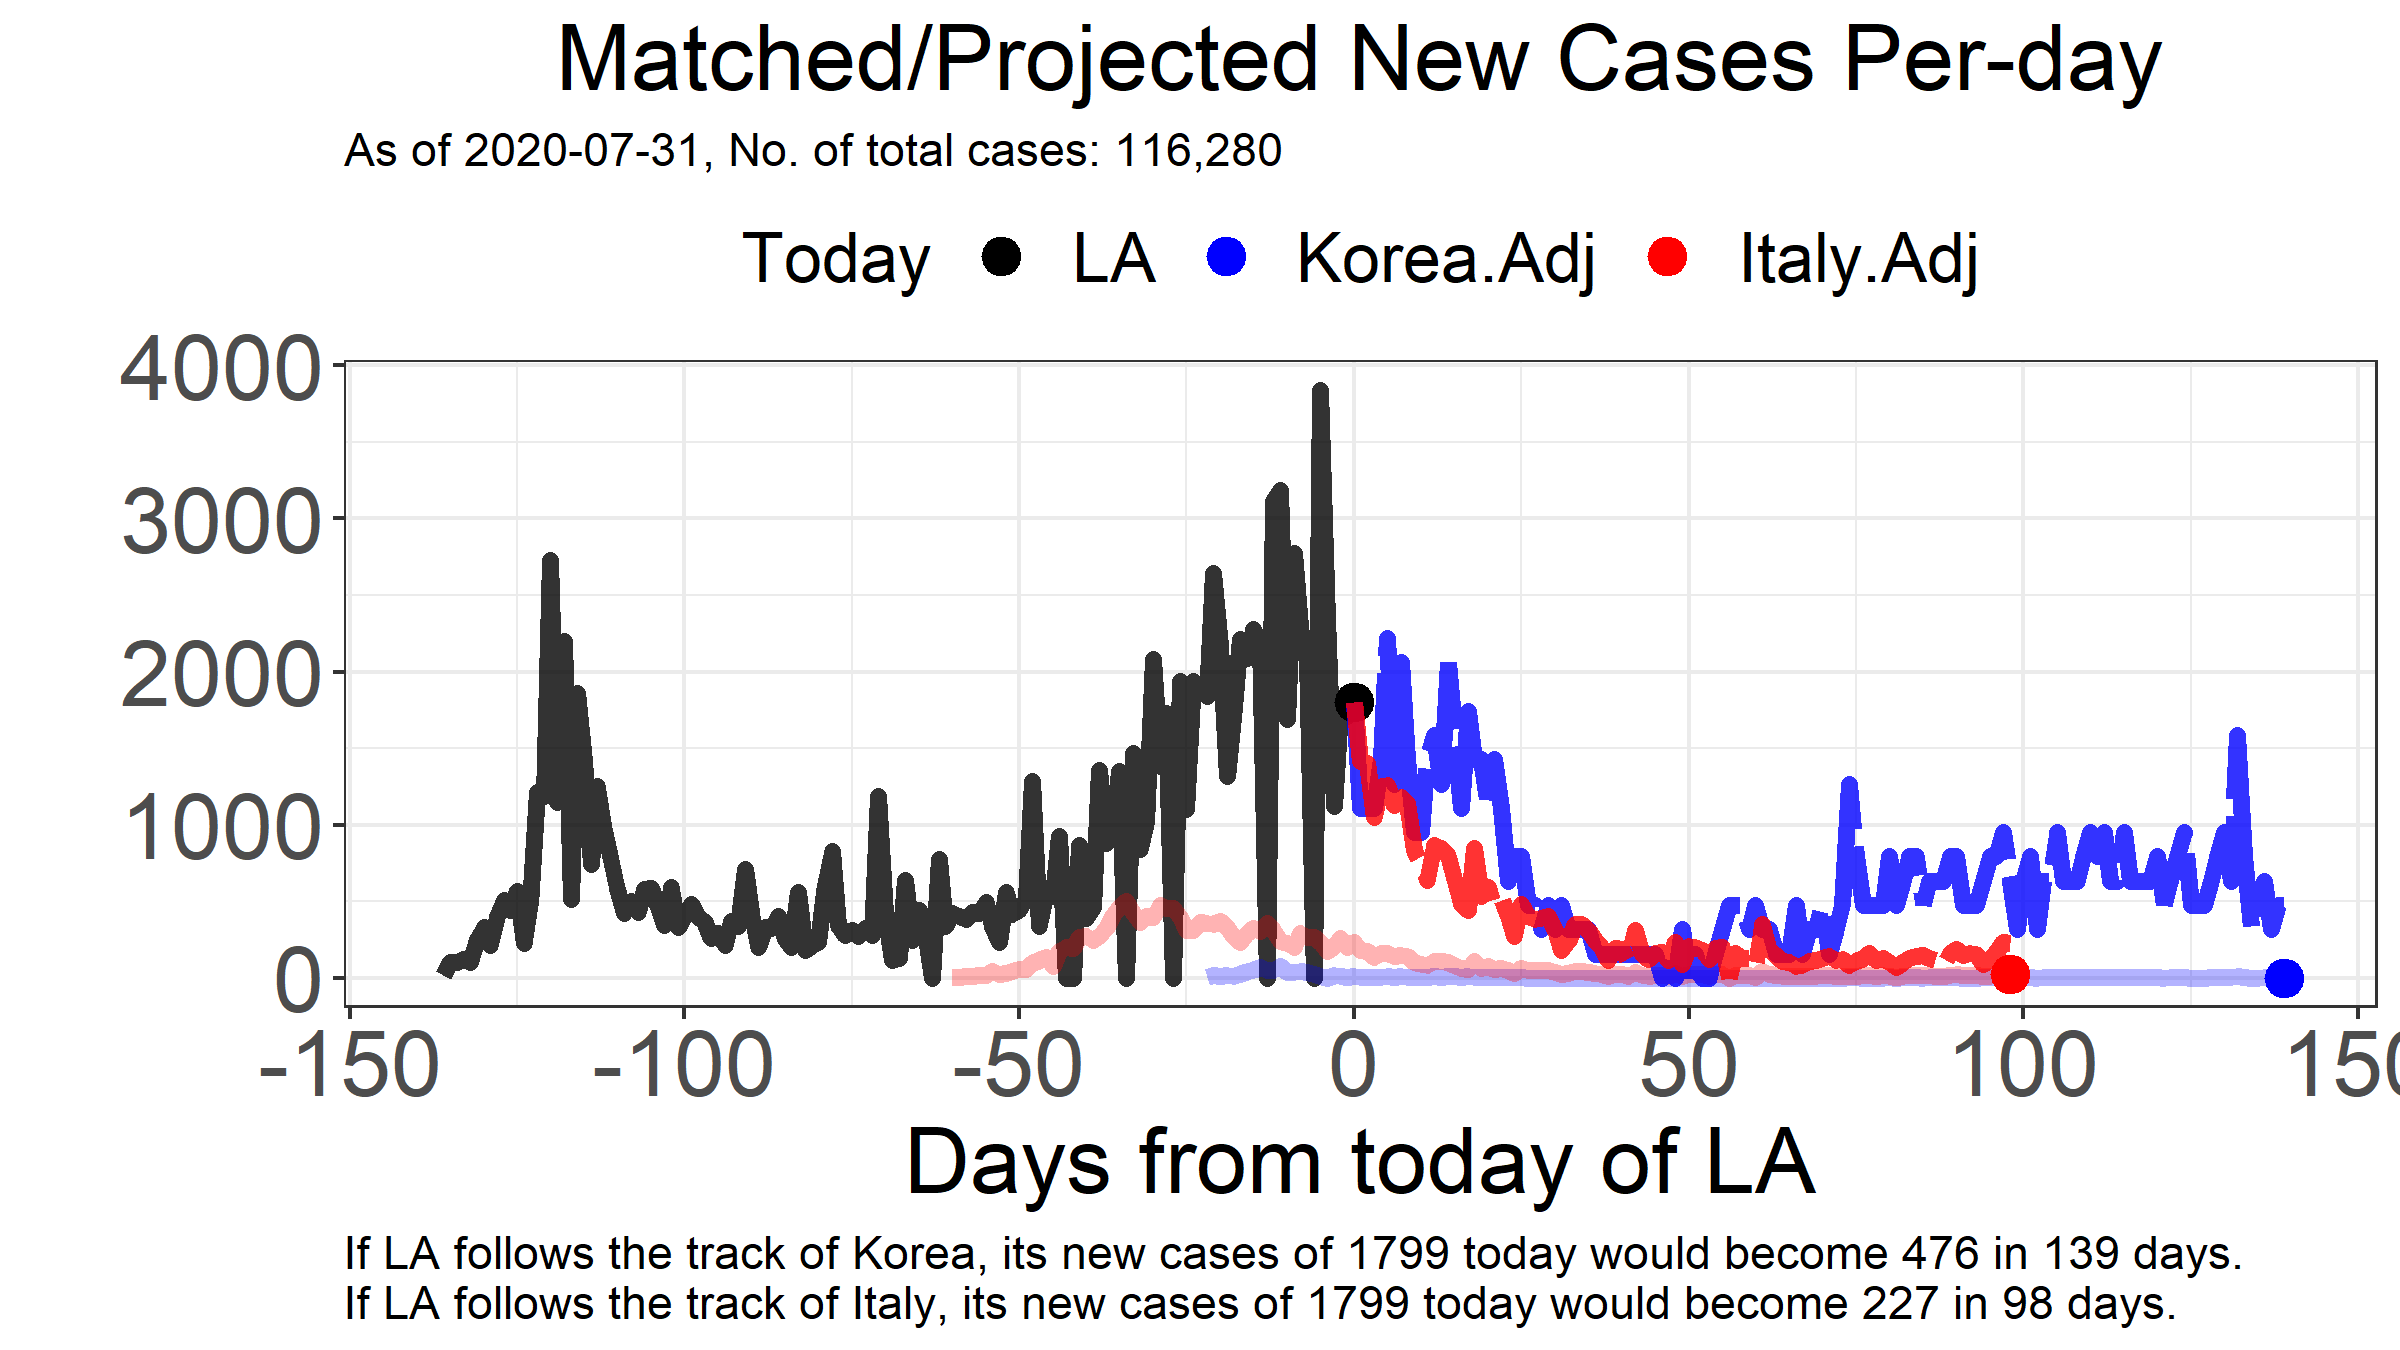 Matched/Projected New Cases Per-day
As of 2020-07-31, No. of total cases: 116,280
Today LA Korea.Adj Italy.Adj
4000
3000
2000
1000
0
-150 -100 -50 0 50 100 150
Days from today of LA
If LA follows the track of Korea, its new cases of 1799 today would become 476 in 139 days.
If LA follows the track of Italy, its new cases of 1799 today would become 227 in 98 days.